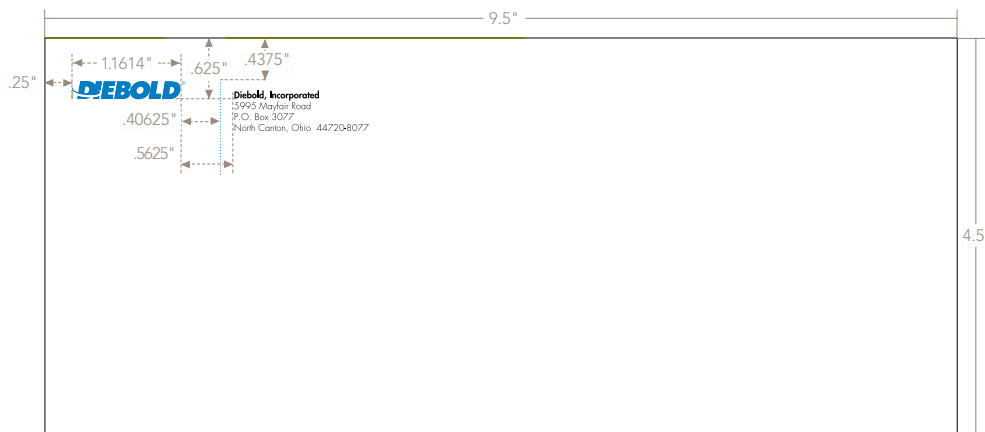 9.5"
1.1614"
.625"
.4375"
.25"
DIEBOLD
Diebold, Incorporated
5995 Mayfair Road
P.O. Box 3077
North Canton, Ohio 44720-8077
.40625"
.5625"
4.5